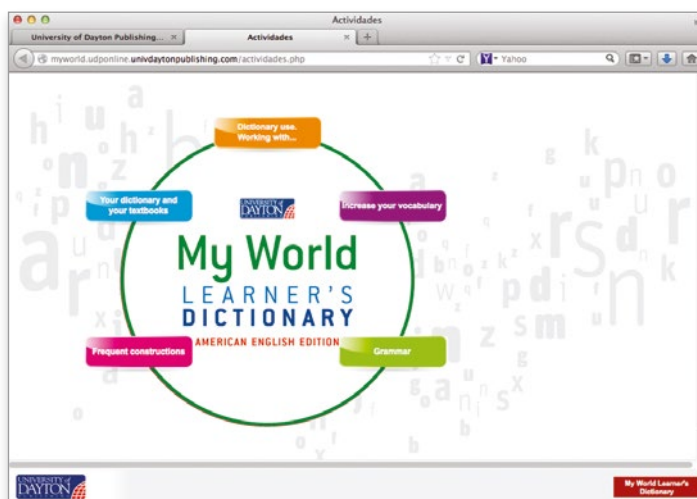 Actividades
University of Dayton Publishing...
Actividades
myworld.udponline.univdaytonpublishing.com/actividades.php
Yahoo
Dictionary use.
Working with...
Your dictionary and
your textbooks
UNIVERSITY of
DAYTON
Increase your vocabulary
My World
LEARNER'S
DICTIONARY
AMERICAN ENGLISH EDITION
Frequent constructions
Grammar
UNIVERSITY of
DAYTON
My World Learner's
Dictionary